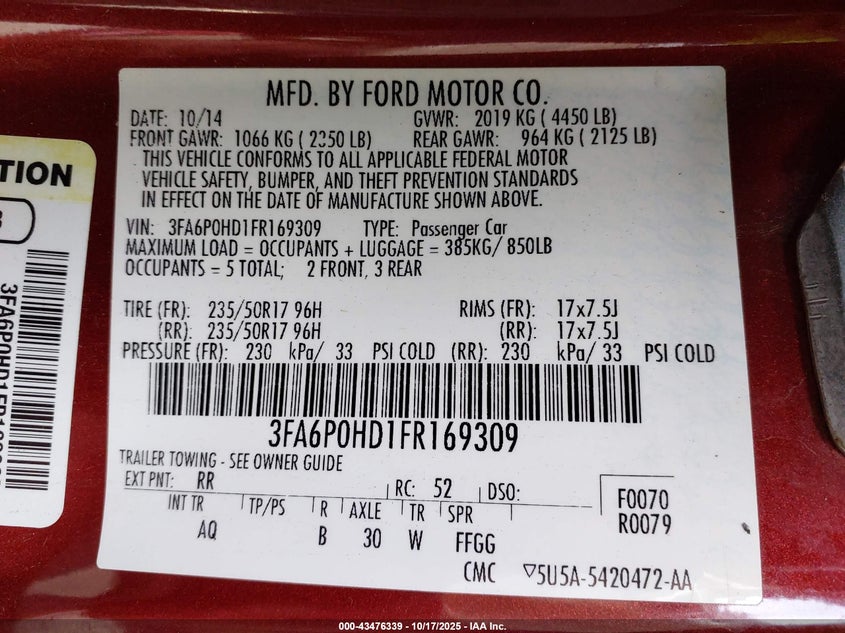 MFD. BY FORD MOTOR CO.
DATE: 10/14 GVWR: 2019 KG ( 4450 LB)
FRONT GAWR: 1066 KG ( 2350 LB) REAR GAWR: 964 KG ( 2125 LB)
THIS VEHICLE CONFORMS TO ALL APPLICABLE FEDERAL MOTOR
VEHICLE SAFETY, BUMPER, AND THEFT PREVENTION STANDARDS
IN EFFECT ON THE DATE OF MANUFACTURE SHOWN ABOVE.
VIN: 3FA6P0HD1FR169309 TYPE: Passenger Car
MAXIMUM LOAD = OCCUPANTS + LUGGAGE = 385KG/ 850LB
OCCUPANTS = 5 TOTAL; 2 FRONT, 3 REAR
TIRE (FR): 235/50R17 96H RIMS (FR): 17x7.5J
(RR): 235/50R17 96H (RR): 17x7.5J
PRESSURE (FR): 230 kPa/ 33 PSI COLD (RR): 230 kPa/ 33 PSI COLD
3FA6P0HD1FR169309
TRAILER TOWING - SEE OWNER GUIDE
EXT PNT: RR RC: 52 DSO:
INT TR TP/PS R AXLE TR SPR
AQ B 30 W FFGG
F0070
R0079
CMC ▽5U5A-5420472-AA
TION
3FA6P0HD1FR169
000-43476339 - 10/17/2025 - IAA Inc.